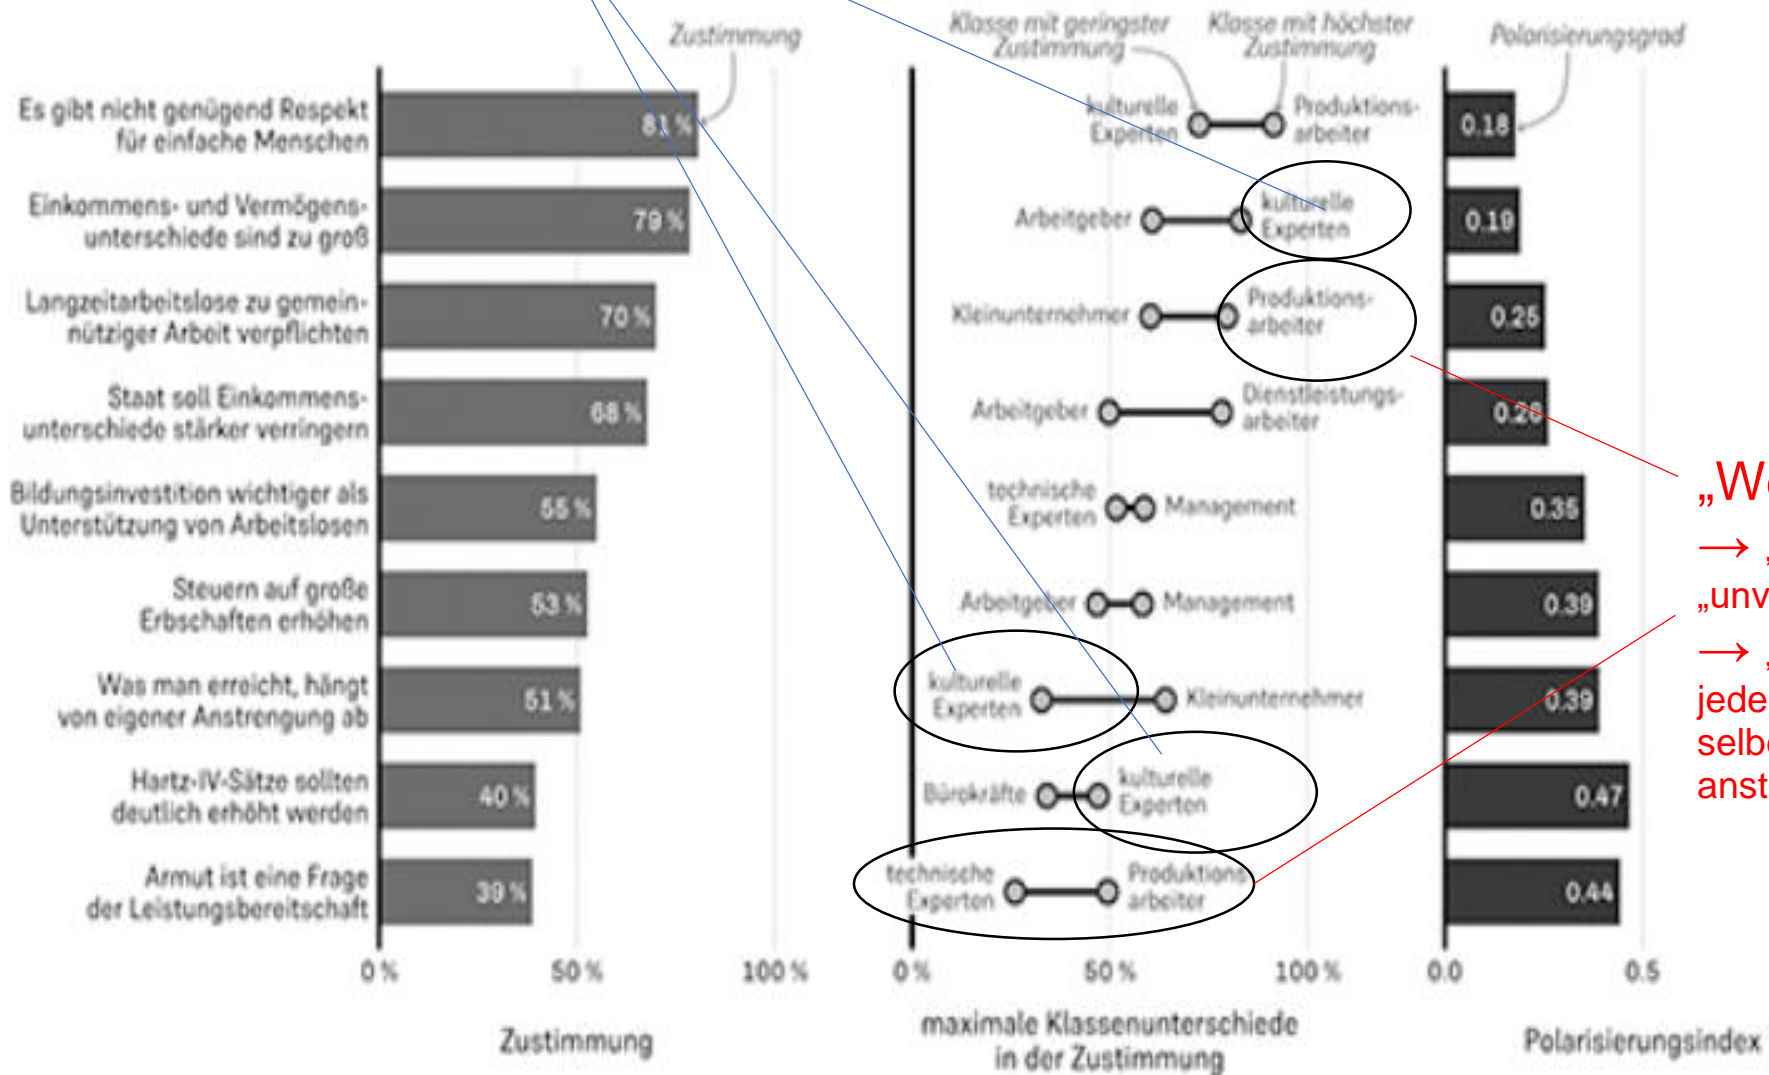 Zustimmung
Klasse mit geringster
Zustimmung
Klasse mit höchster
Zustimmung
Polarisierungsgrad
Es gibt nicht genügend Respekt
für einfache Menschen
81 %
kulturelle
Experten
Produktions-
arbeiter
0.18
Einkommens- und Vermögens-
unterschiede sind zu groß
79 %
Arbeitgeber
kulturelle
Experten
0.19
Langzeitarbeitslose zu gemein-
nütziger Arbeit verpflichten
70 %
Kleinunternehmer
Produktions-
arbeiter
0.25
Staat soll Einkommens-
unterschiede stärker verringern
68 %
Arbeitgeber
Dienstleistungs-
arbeiter
0.26
Bildungsinvestition wichtiger als
Unterstützung von Arbeitslosen
55 %
technische
Experten
Management
0.35
Steuern auf große
Erbschaften erhöhen
53 %
Arbeitgeber
Management
0.39
Was man erreicht, hängt
von eigener Anstrengung ab
51 %
kulturelle
Experten
Kleinunternehmer
0.39
Hartz-IV-Sätze sollten
deutlich erhöht werden
40 %
Bürokräfte
kulturelle
Experten
0.47
Armut ist eine Frage
der Leistungsbereitschaft
39 %
technische
Experten
Produktions
arbeiter
0.44
0 %
50 %
100 %
0 %
50 %
100 %
0.0
0.5
Zustimmung
maximale Klassenunterschiede
in der Zustimmung
Polarisierungsindex
→ „
„unv
→ „
jede
selb
anst